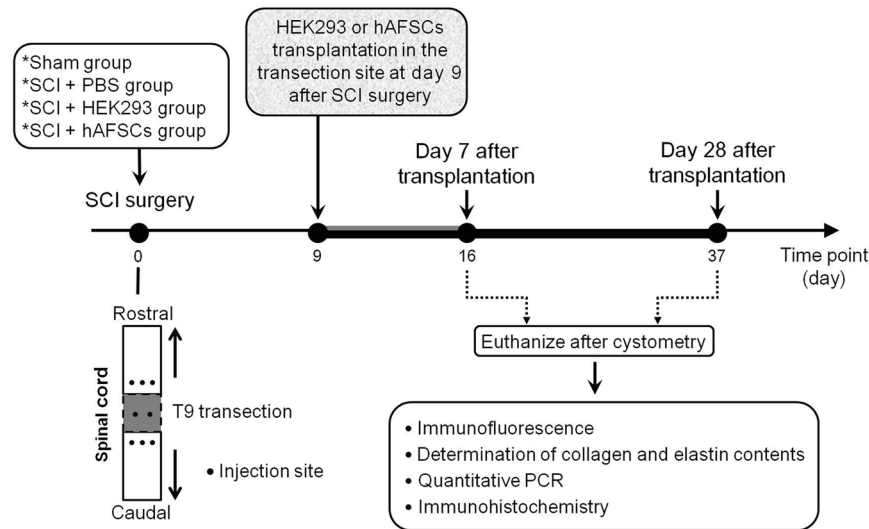 *Sham group
*SCI + PBS group
*SCI + HEK293 group
*SCI + hAFSCs group
HEK293 or hAFSCs
transplantation in the
transection site at day 9
after SCI surgery
SCI surgery
Day 7 after
transplantation
Day 28 after
transplantation
0
9
16
37
Time point
(day)
Rostral
Spinal cord
T9 transection
• Injection site
Caudal
Euthanize after cystometry
• Immunofluorescence
• Determination of collagen and elastin contents
• Quantitative PCR
• Immunohistochemistry